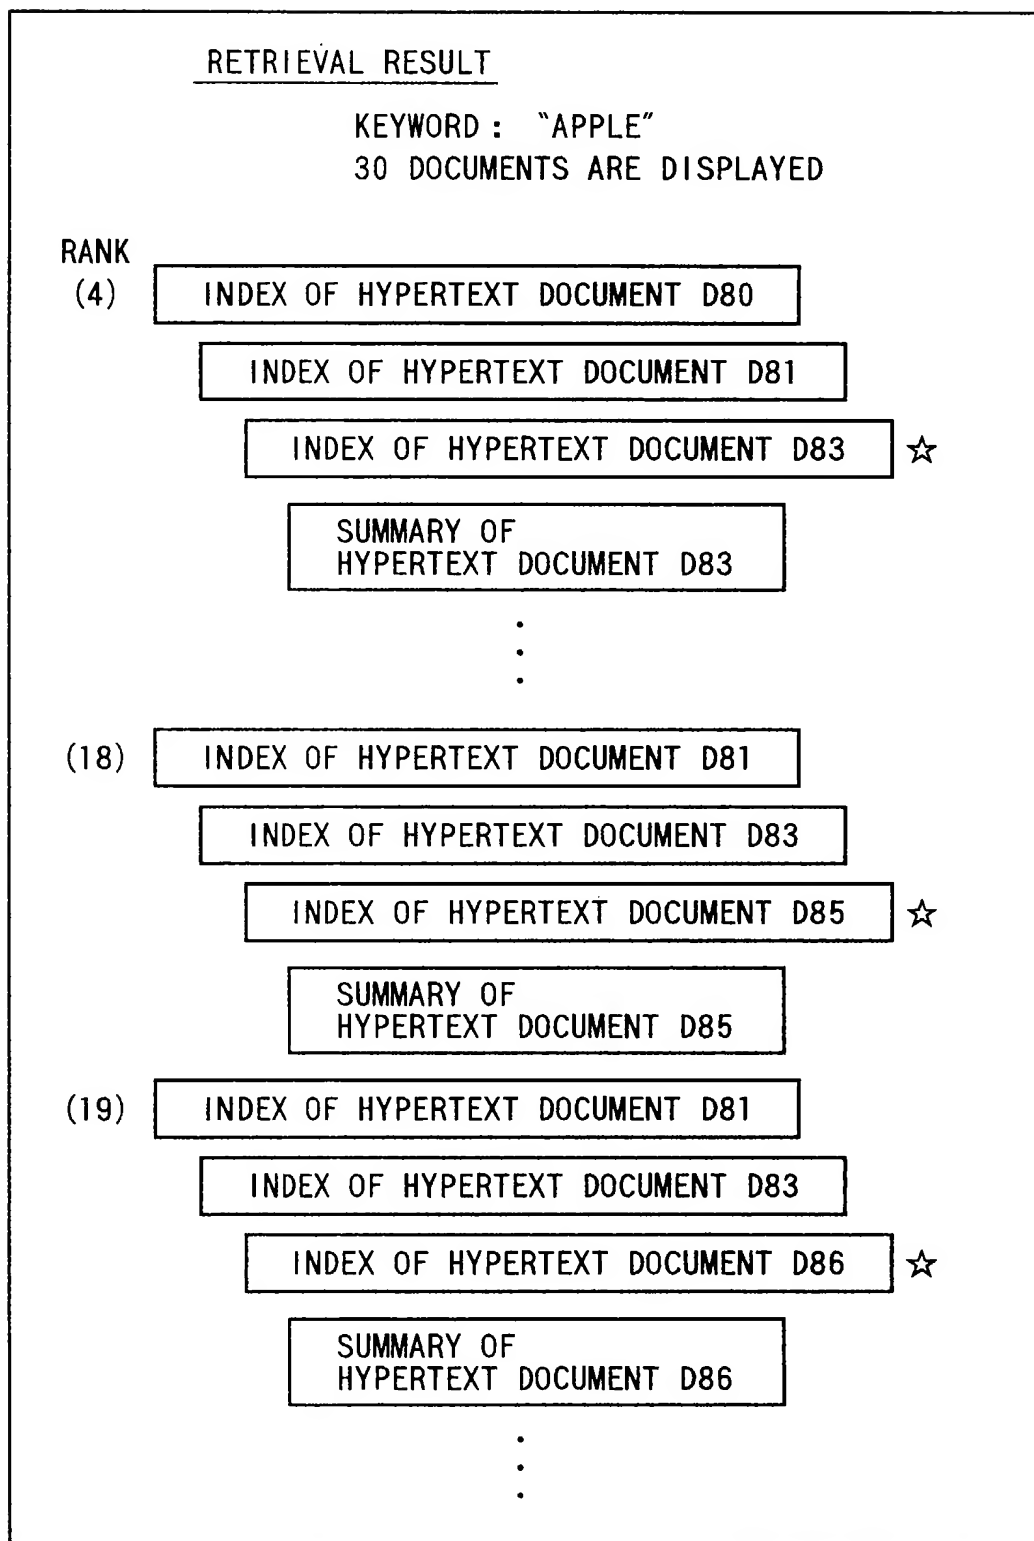 RETRIEVAL RESULT
KEYWORD : "APPLE"
30 DOCUMENTS ARE DISPLAYED
RANK
(4) INDEX OF HYPERTEXT DOCUMENT D80
INDEX OF HYPERTEXT DOCUMENT D81
INDEX OF HYPERTEXT DOCUMENT D83 ☆
SUMMARY OF
HYPERTEXT DOCUMENT D83
(18) INDEX OF HYPERTEXT DOCUMENT D81
INDEX OF HYPERTEXT DOCUMENT D83
INDEX OF HYPERTEXT DOCUMENT D85 ☆
SUMMARY OF
HYPERTEXT DOCUMENT D85
(19) INDEX OF HYPERTEXT DOCUMENT D81
INDEX OF HYPERTEXT DOCUMENT D83
INDEX OF HYPERTEXT DOCUMENT D86 ☆
SUMMARY OF
HYPERTEXT DOCUMENT D86